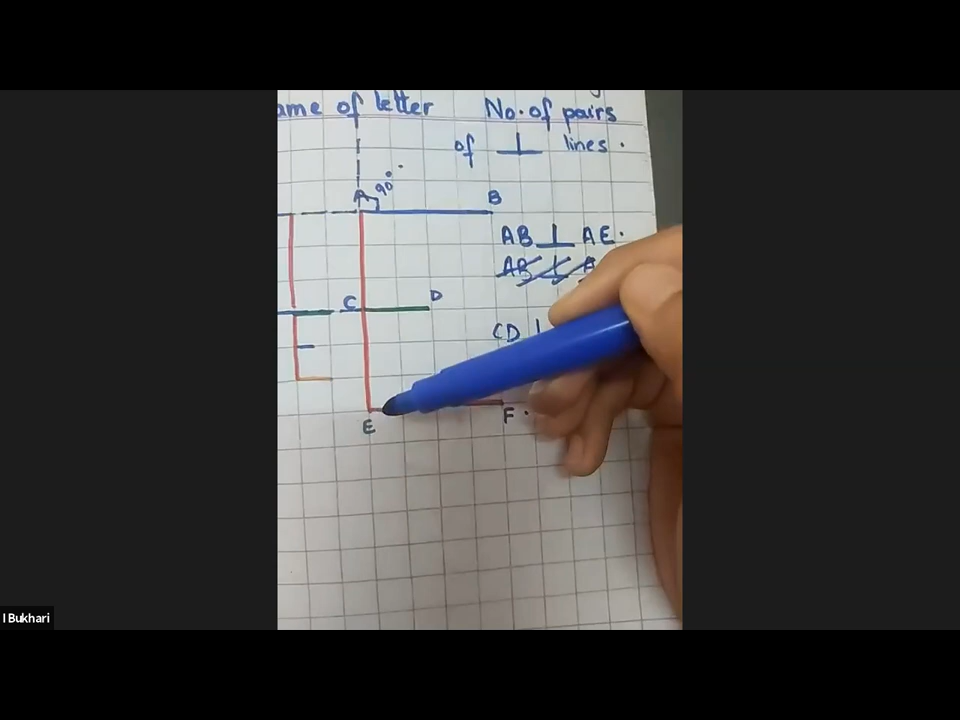 ame of letter No. of pairs
of ⊥ lines.
A 90° B
AB ⊥ AE.
C D
CD
E F.
I Bukhari